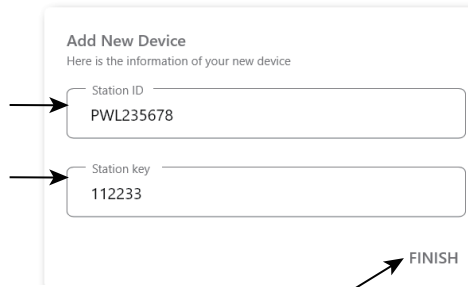 Add New Device
Here is the information of your new device
Station ID
PWL235678
Station key
112233
FINISH